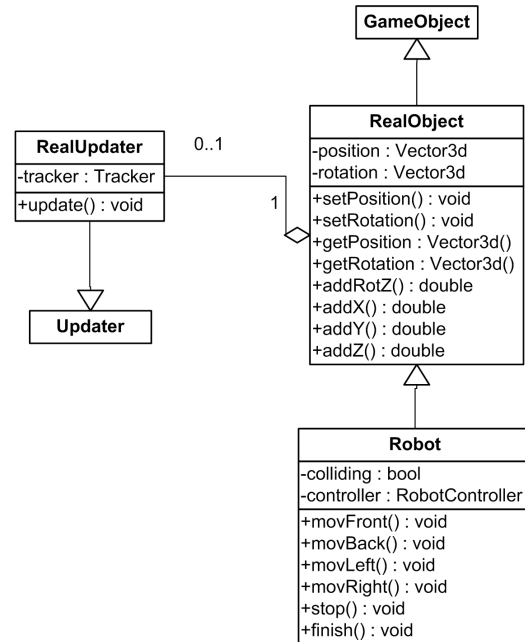 GameObject
RealObject
-position : Vector3d
-rotation : Vector3d
+setPosition() : void
+setRotation() : void
+getPosition : Vector3d()
+getRotation : Vector3d()
+addRotZ() : double
+addX() : double
+addY() : double
+addZ() : double
RealUpdater
-tracker : Tracker
+update() : void
0..1
1
Updater
Robot
-colliding : bool
-controller : RobotController
+movFront() : void
+movBack() : void
+movLeft() : void
+movRight() : void
+stop() : void
+finish() : void